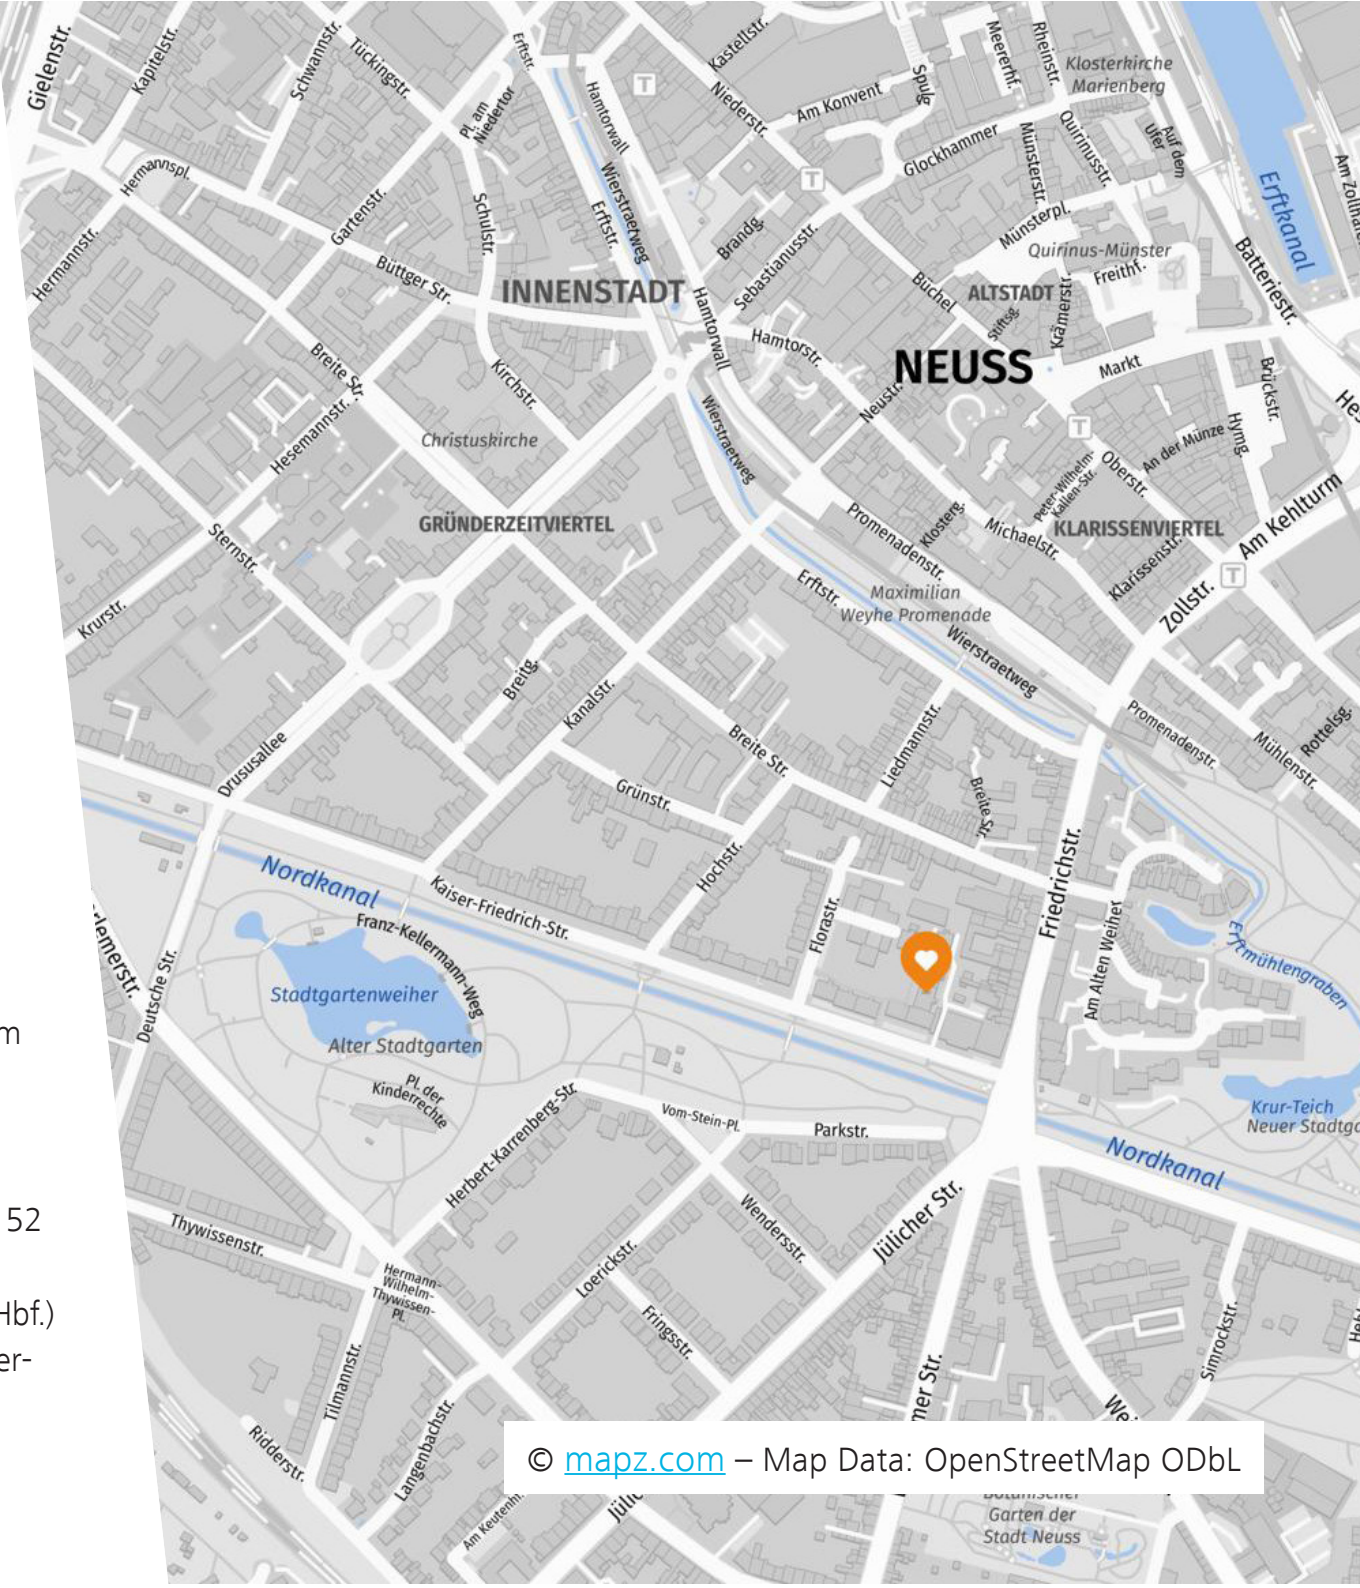 Gielenstr.
Kapitelstr.
Schwannstr.
Tückingstr.
Erftstr.
Kastellstr.
Niederstr.
Am Konvent
Spulg.
Meererhf.
Rheinstr.
Klosterkirche
Marienberg
Pl. am
Niedertor
Hamtorwall
T
Glockhammer
Münsterstr.
Quirinusstr.
Auf dem
Ufer
Erftkanal
Hermannspl.
Gartenstr.
Schulstr.
Wierstraetweg
Erftstr.
T
Brandg.
Sebastianusstr.
Münsterpl.
Quirinus-Münster
Freithf.
Batteriestr.
Hermannstr.
Büttger Str.
INNENSTADT
Hamtorwall
Büchel
ALTSTADT
Stiftsg.
Krämerstr.
Hamtorstr.
NEUSS
Markt
Brückstr.
Breite Str.
Kirchstr.
Neustr.
Hesemannstr.
Christuskirche
Wierstraetweg
T
An der Münze
Hymg.
Oberstr.
Peter-Wilhelm-
Kallen-Str.
GRÜNDERZEITVIERTEL
Promenadenstr.
Klosterg.
Michaelstr.
KLARISSENVIERTEL
Klarissenstr.
Am Kehlturm
T
Zollstr.
Sternstr.
Krurstr.
Erftstr.
Maximilian
Weyhe Promenade
Wierstraetweg
Breitg.
Kanalstr.
Breite Str.
Liedmannstr.
Promenadenstr.
Mühlenstr.
Rottelsg.
Drususallee
Grünstr.
Breite Str.
Hochstr.
Friedrichstr.
Nordkanal
Kaiser-Friedrich-Str.
Franz-Kellermann-Weg
Florastr.
Am Alten Weiher
Erftmühlengraben
Deutsche Str.
Stadtgartenweiher
Alter Stadtgarten
Pl. der
Kinderrechte
Herbert-Karrenberg-Str.
Vom-Stein-Pl.
Parkstr.
Krur-Teich
Nordkanal
Thywissenstr.
52
Wendersstr.
Jülicher Str.
Loerickstr.
Hermann-
Wilhelm-
Thywissen-
Pl.
Hbf.)
er-
Fringsstr.
Simrockstr.
Tilmannstr.
Langenbachstr.
Ridderstr.
© mapz.com – Map Data: OpenStreetMap ODbL
Garten der
Stadt Neuss